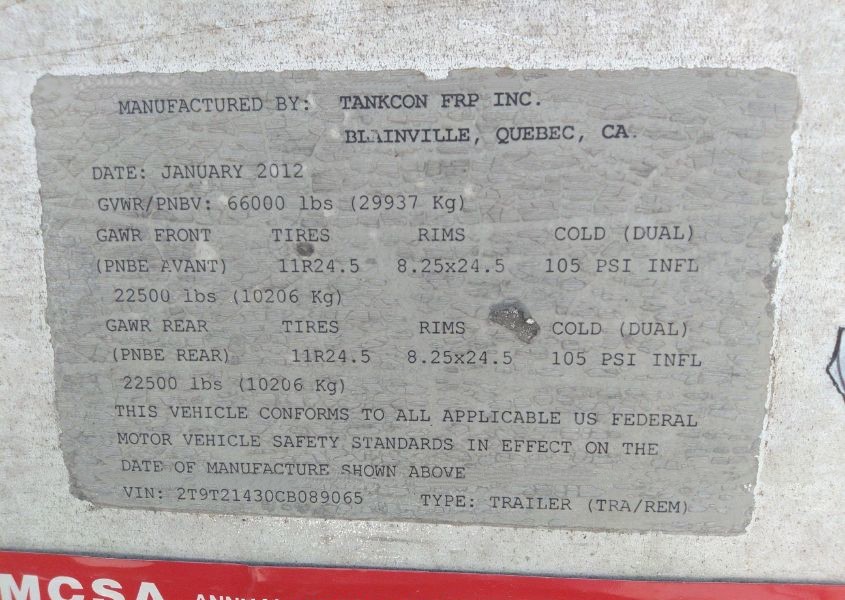 MANUFACTURED BY: TANKCON FRP INC.
BLAINVILLE, QUEBEC, CA.
DATE: JANUARY 2012
GVWR/PNBV: 66000 lbs (29937 Kg)
GAWR FRONT TIRES RIMS COLD (DUAL)
(PNBE AVANT) 11R24.5 8.25x24.5 105 PSI INFL
22500 lbs (10206 Kg)
GAWR REAR TIRES RIMS COLD (DUAL)
(PNBE REAR) 11R24.5 8.25x24.5 105 PSI INFL
22500 lbs (10206 Kg)
THIS VEHICLE CONFORMS TO ALL APPLICABLE US FEDERAL
MOTOR VEHICLE SAFETY STANDARDS IN EFFECT ON THE
DATE OF MANUFACTURE SHOWN ABOVE
VIN: 2T9T21430CB089065 TYPE: TRAILER (TRA/REM)
MCSA